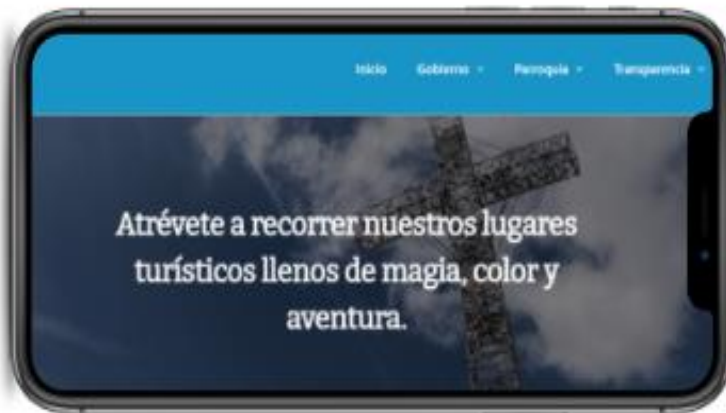 Inicio Gobierno Parroquia Transparencia
Atrévete a recorrer nuestros lugares
turísticos llenos de magia, color y
aventura.